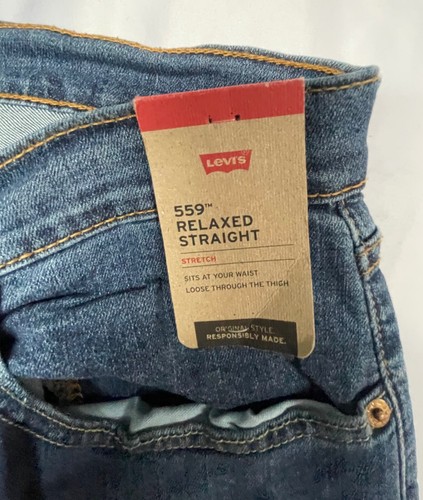 Levi's
559™
RELAXED
STRAIGHT
STRETCH
SITS AT YOUR WAIST
LOOSE THROUGH THE THIGH
ORIGINAL STYLE
RESPONSIBLY MADE.